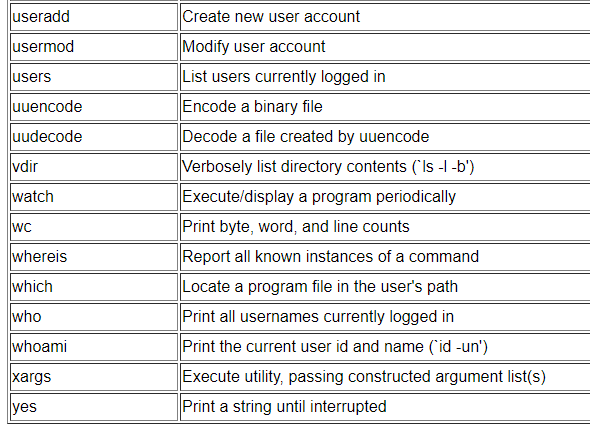 useradd Create new user account
usermod Modify user account
users List users currently logged in
uuencode Encode a binary file
uudecode Decode a file created by uuencode
vdir Verbosely list directory contents (`ls -l -b')
watch Execute/display a program periodically
wc Print byte, word, and line counts
whereis Report all known instances of a command
which Locate a program file in the user's path
who Print all usernames currently logged in
whoami Print the current user id and name (`id -un')
xargs Execute utility, passing constructed argument list(s)
yes Print a string until interrupted